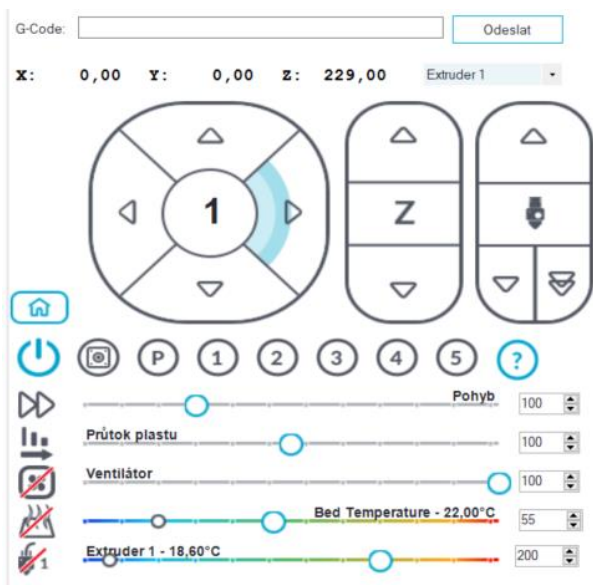 G-Code: Odeslat
X: 0,00 Y: 0,00 Z: 229,00 Extruder 1
1 Z
P 1 2 3 4 5 ?
Pohyb 100
Průtok plastu 100
Ventilátor 100
Bed Temperature - 22,00°C 55
1 Extruder 1 - 18,60°C 200